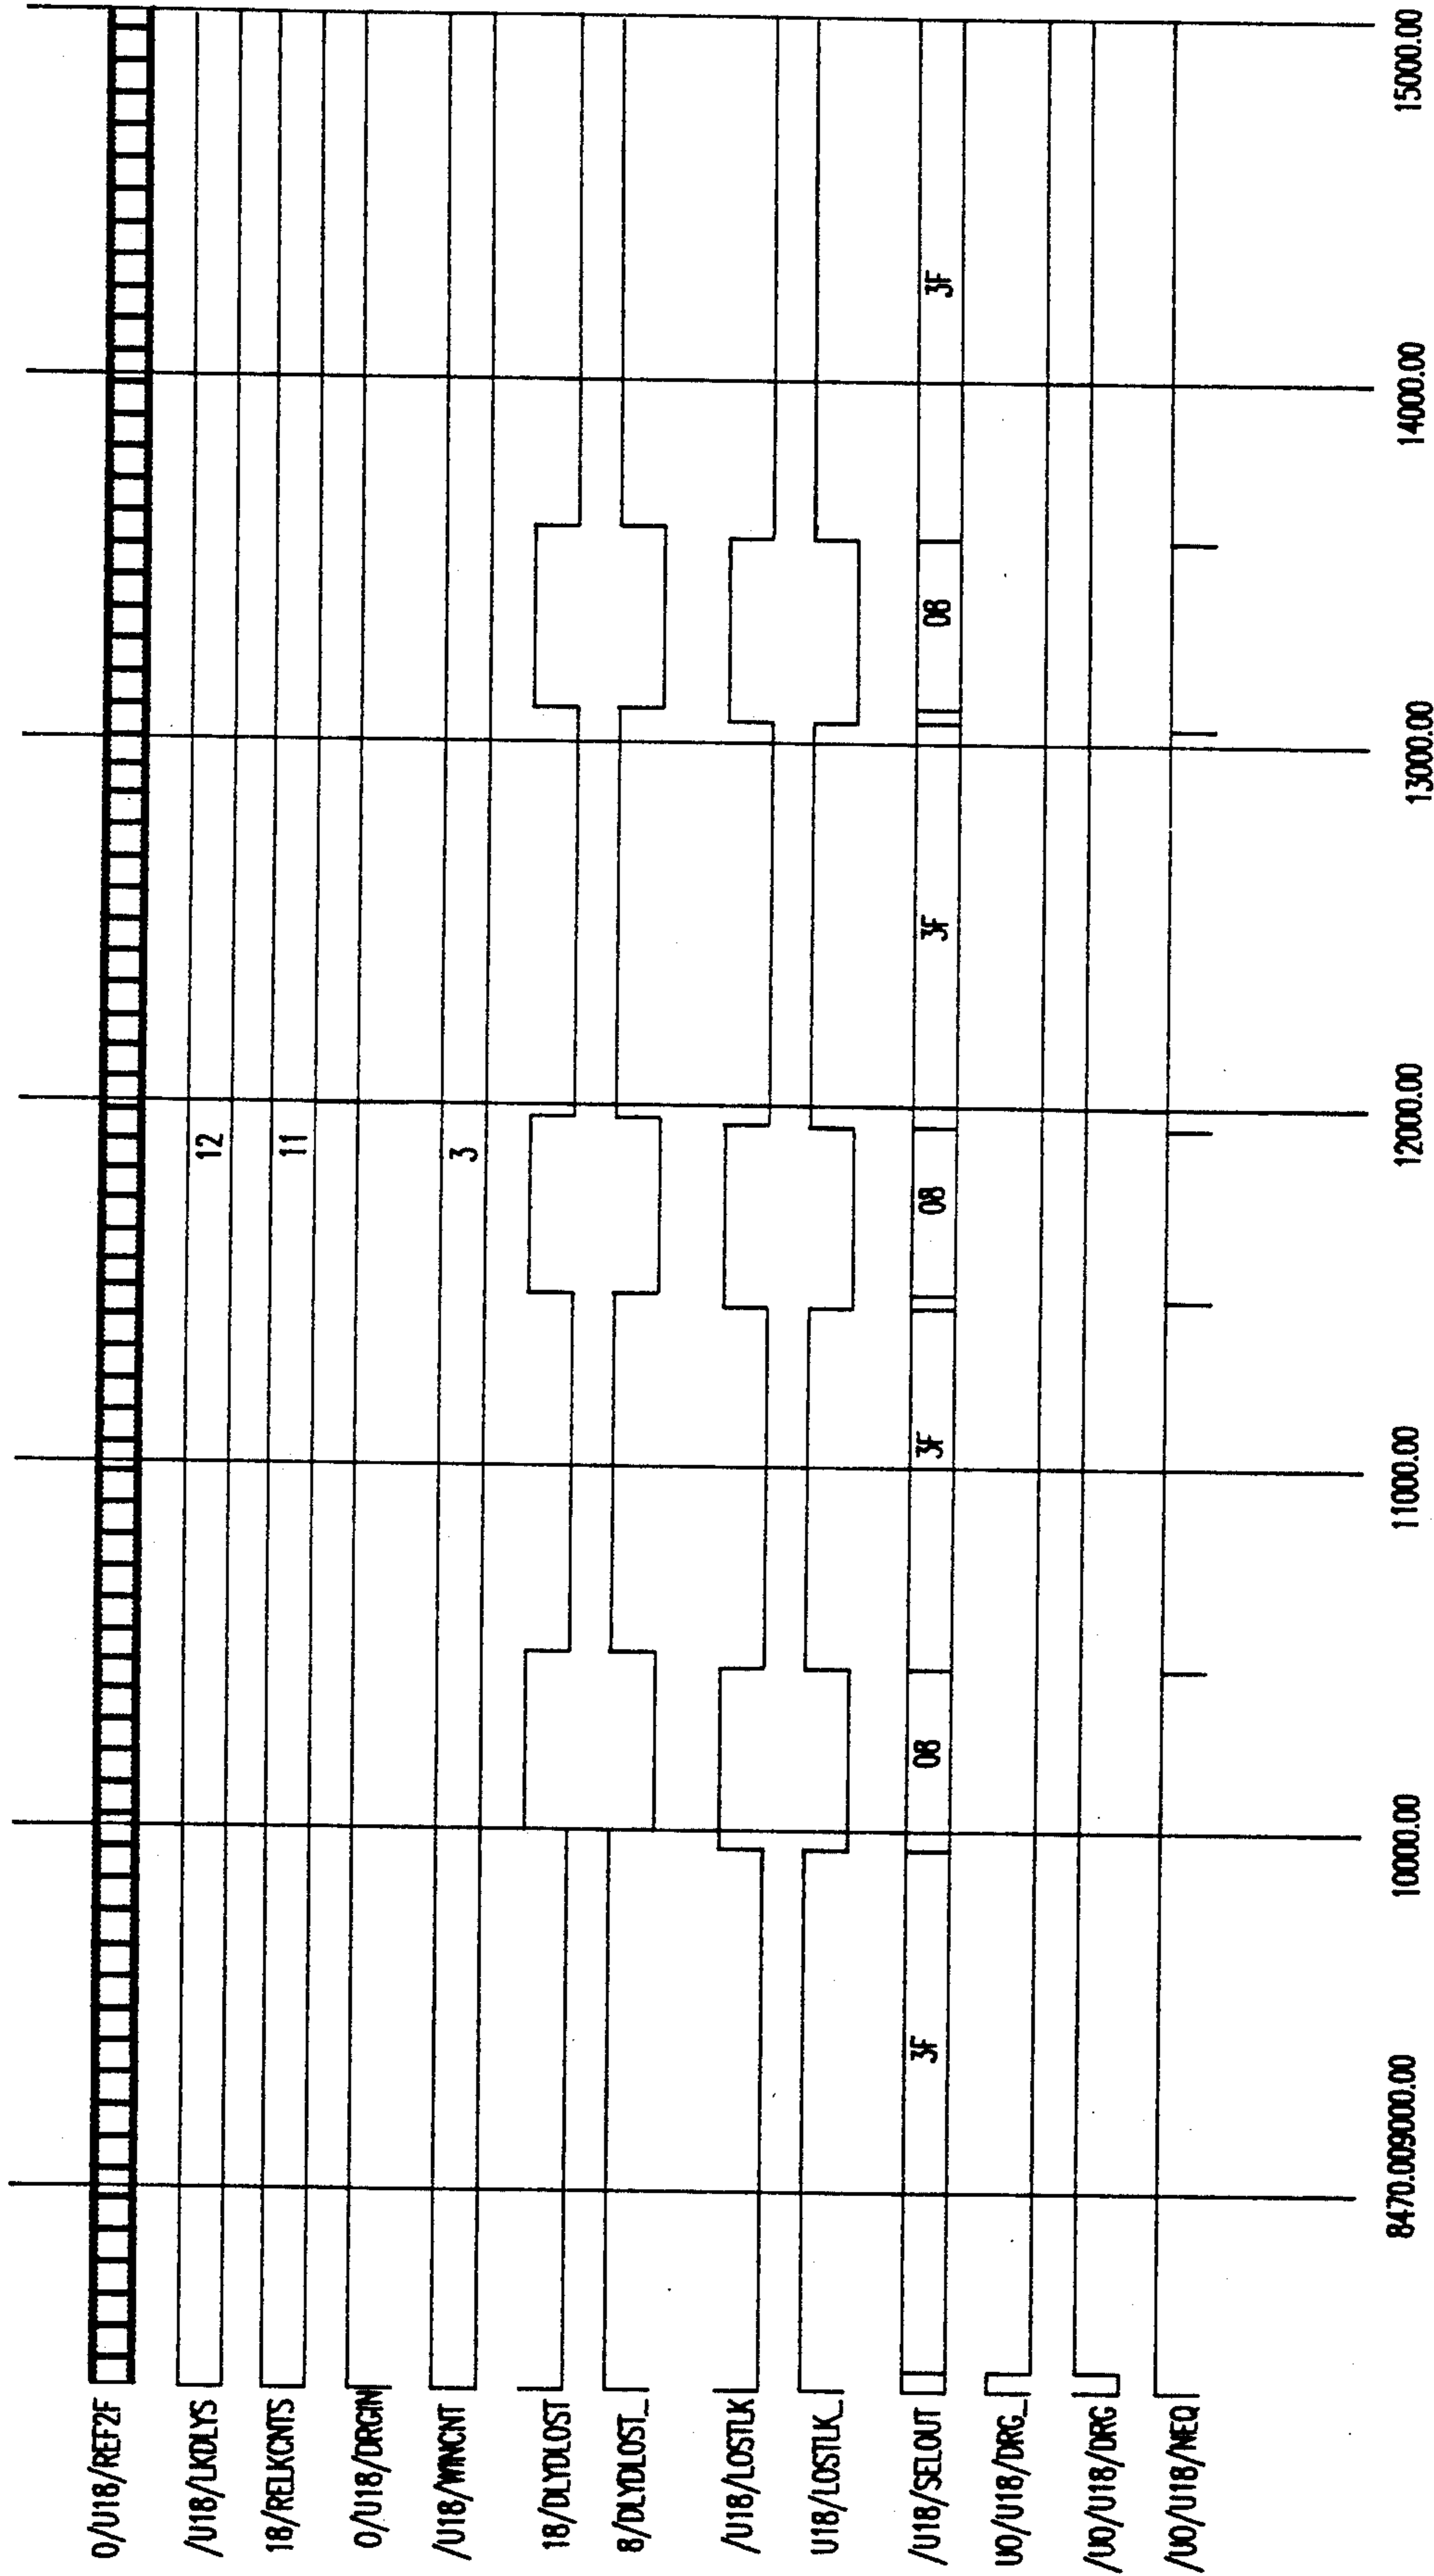 0/U18/REF2F
/U18/LKDLYS 12
18/RELKCNTS 11
0/U18/DRGIN
/U18/WINCNT 3
18/DLYDLOST
8/DLYDLOST_
/U18/LOSTLK
U18/LOSTLK_
/U18/SELOUT 3F 08 3F 08 3F 08 3F
U0/U18/DRG_
/U0/U18/DRG
/U0/U18/NEQ
8470.009000.00 10000.00 11000.00 12000.00 13000.00 14000.00 15000.00